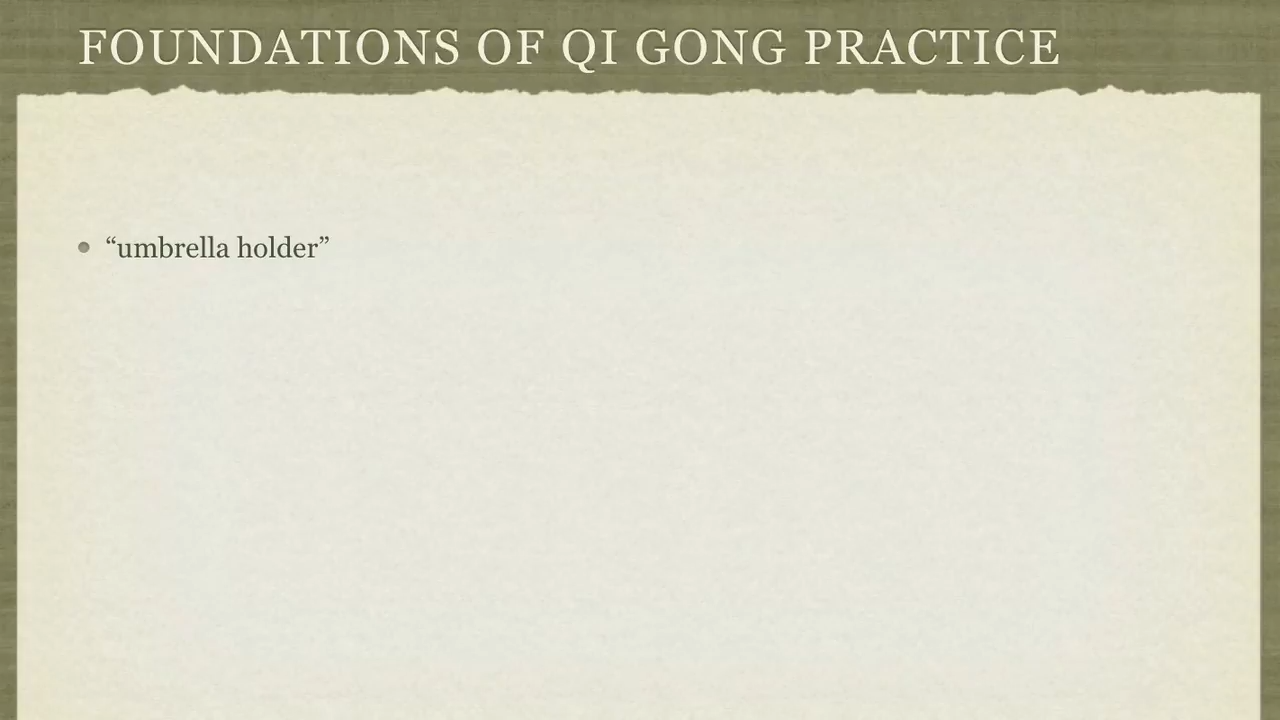 FOUNDATIONS OF QI GONG PRACTICE
• “umbrella holder”